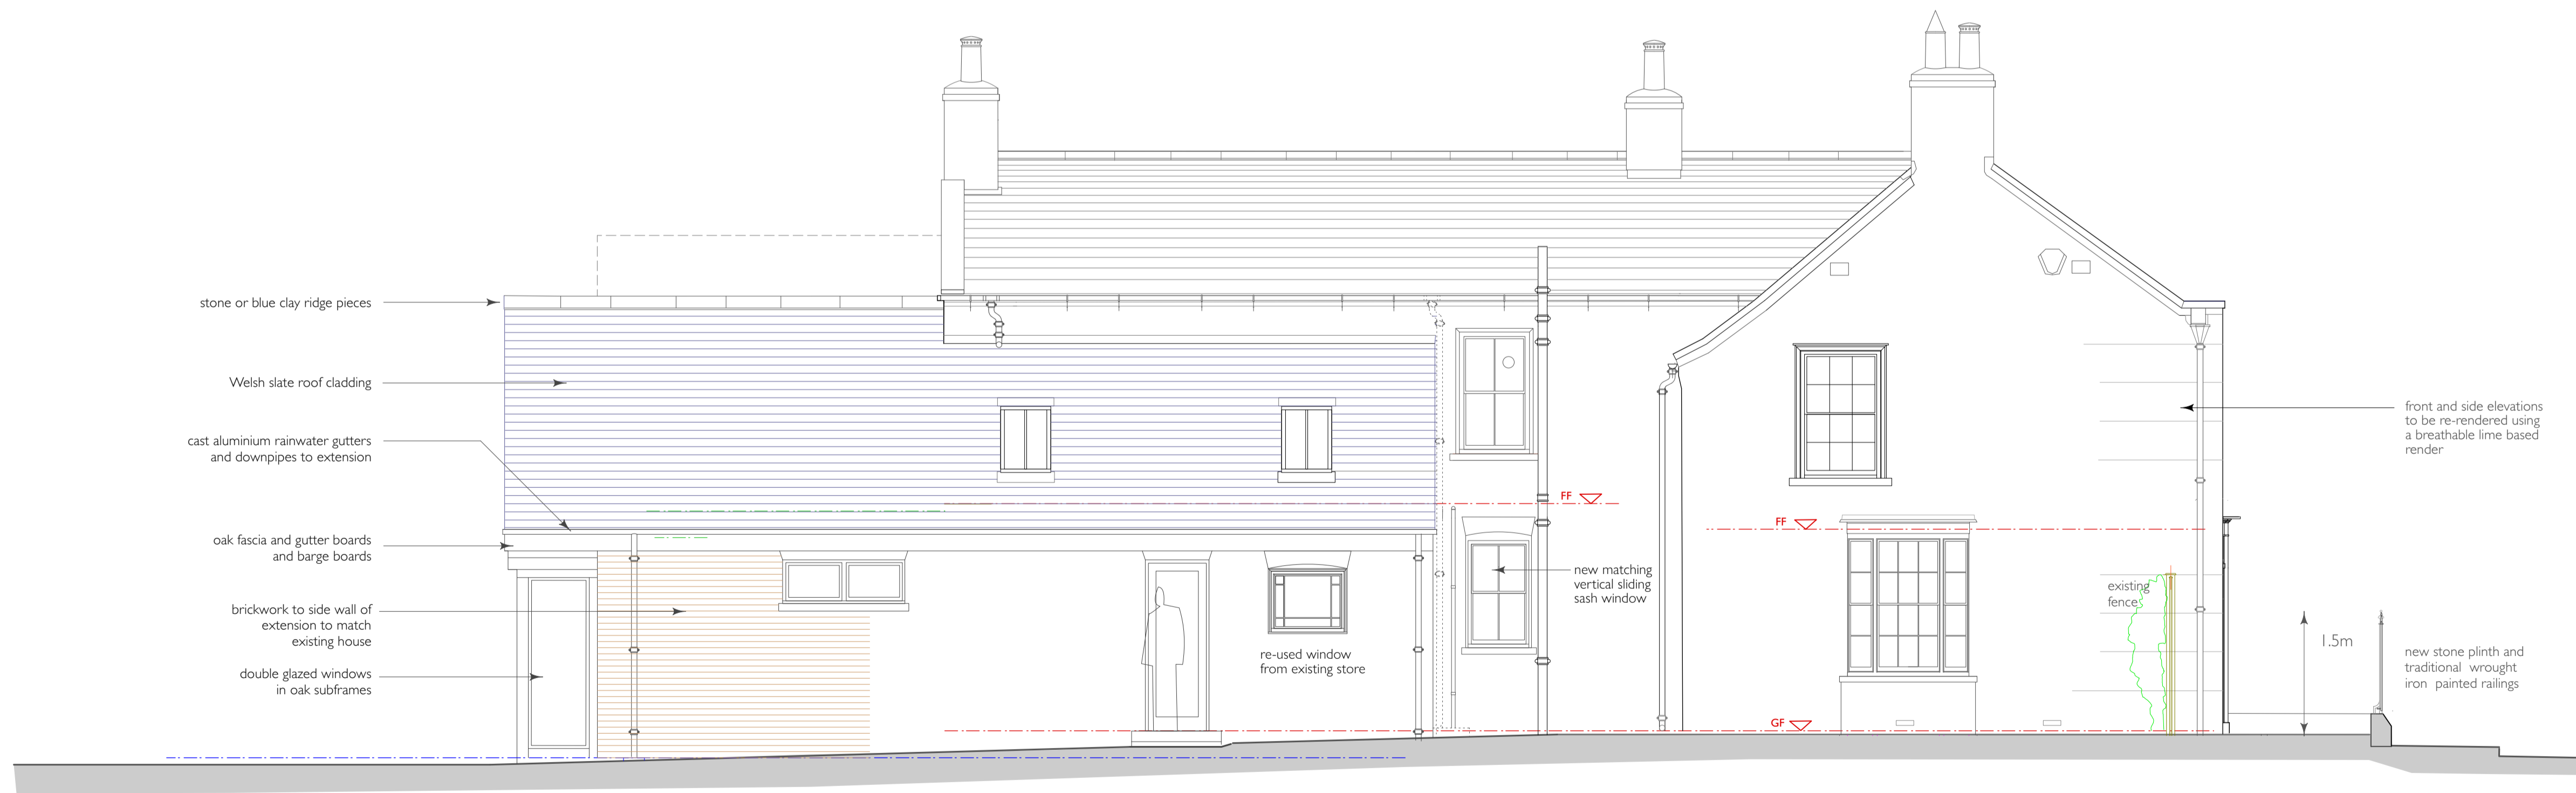 stone or blue clay ridge pieces
Welsh slate roof cladding
cast aluminium rainwater gutters
and downpipes to extension
oak fascia and gutter boards
and barge boards
brickwork to side wall of
extension to match
existing house
double glazed windows
in oak subframes
re-used window
from existing store
FF
new matching
vertical sliding
sash window
FF
GF
existing
fence
front and side elevations
to be re-rendered using
a breathable lime based
render
1.5m
new stone plinth and
traditional wrought
iron painted railings